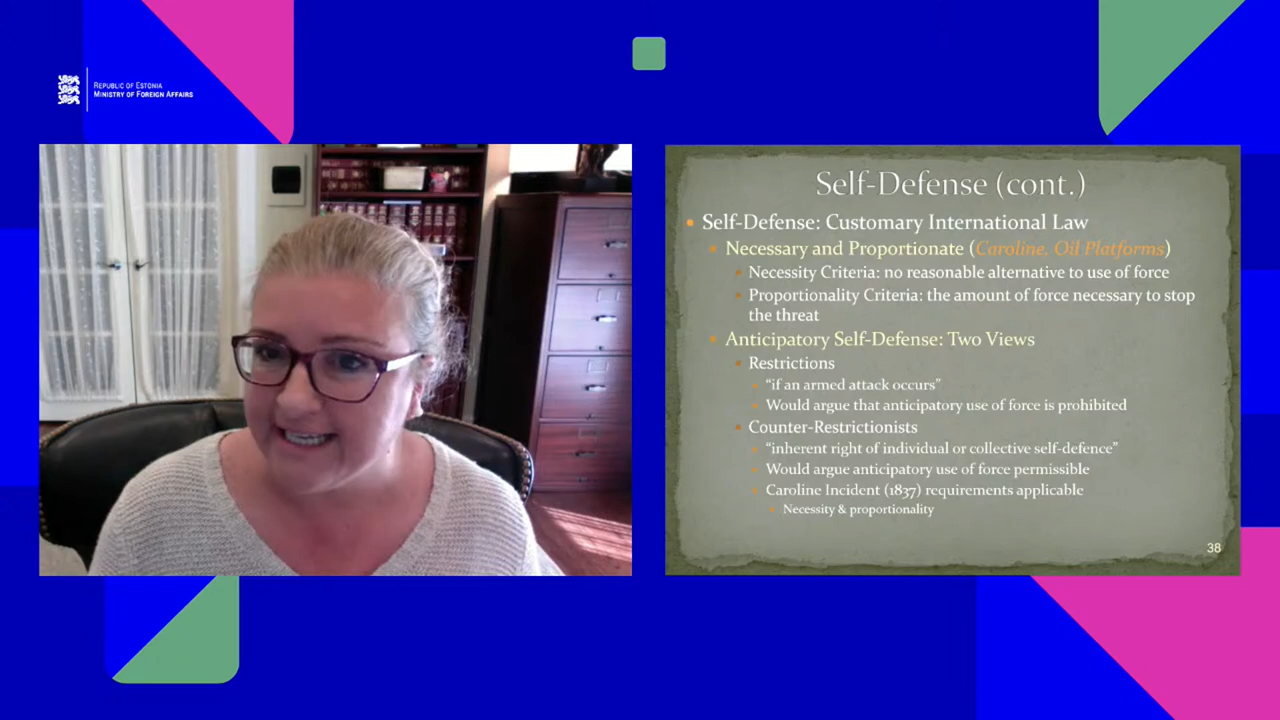 REPUBLIC OF ESTONIA
MINISTRY OF FOREIGN AFFAIRS
Self-Defense (cont.)
Self-Defense: Customary International Law
Necessary and Proportionate (Caroline, Oil Platforms)
Necessity Criteria: no reasonable alternative to use of force
Proportionality Criteria: the amount of force necessary to stop
the threat
Anticipatory Self-Defense: Two Views
Restrictions
“if an armed attack occurs”
Would argue that anticipatory use of force is prohibited
Counter-Restrictionists
“inherent right of individual or collective self-defence”
Would argue anticipatory use of force permissible
Caroline Incident (1837) requirements applicable
Necessity & proportionality
38